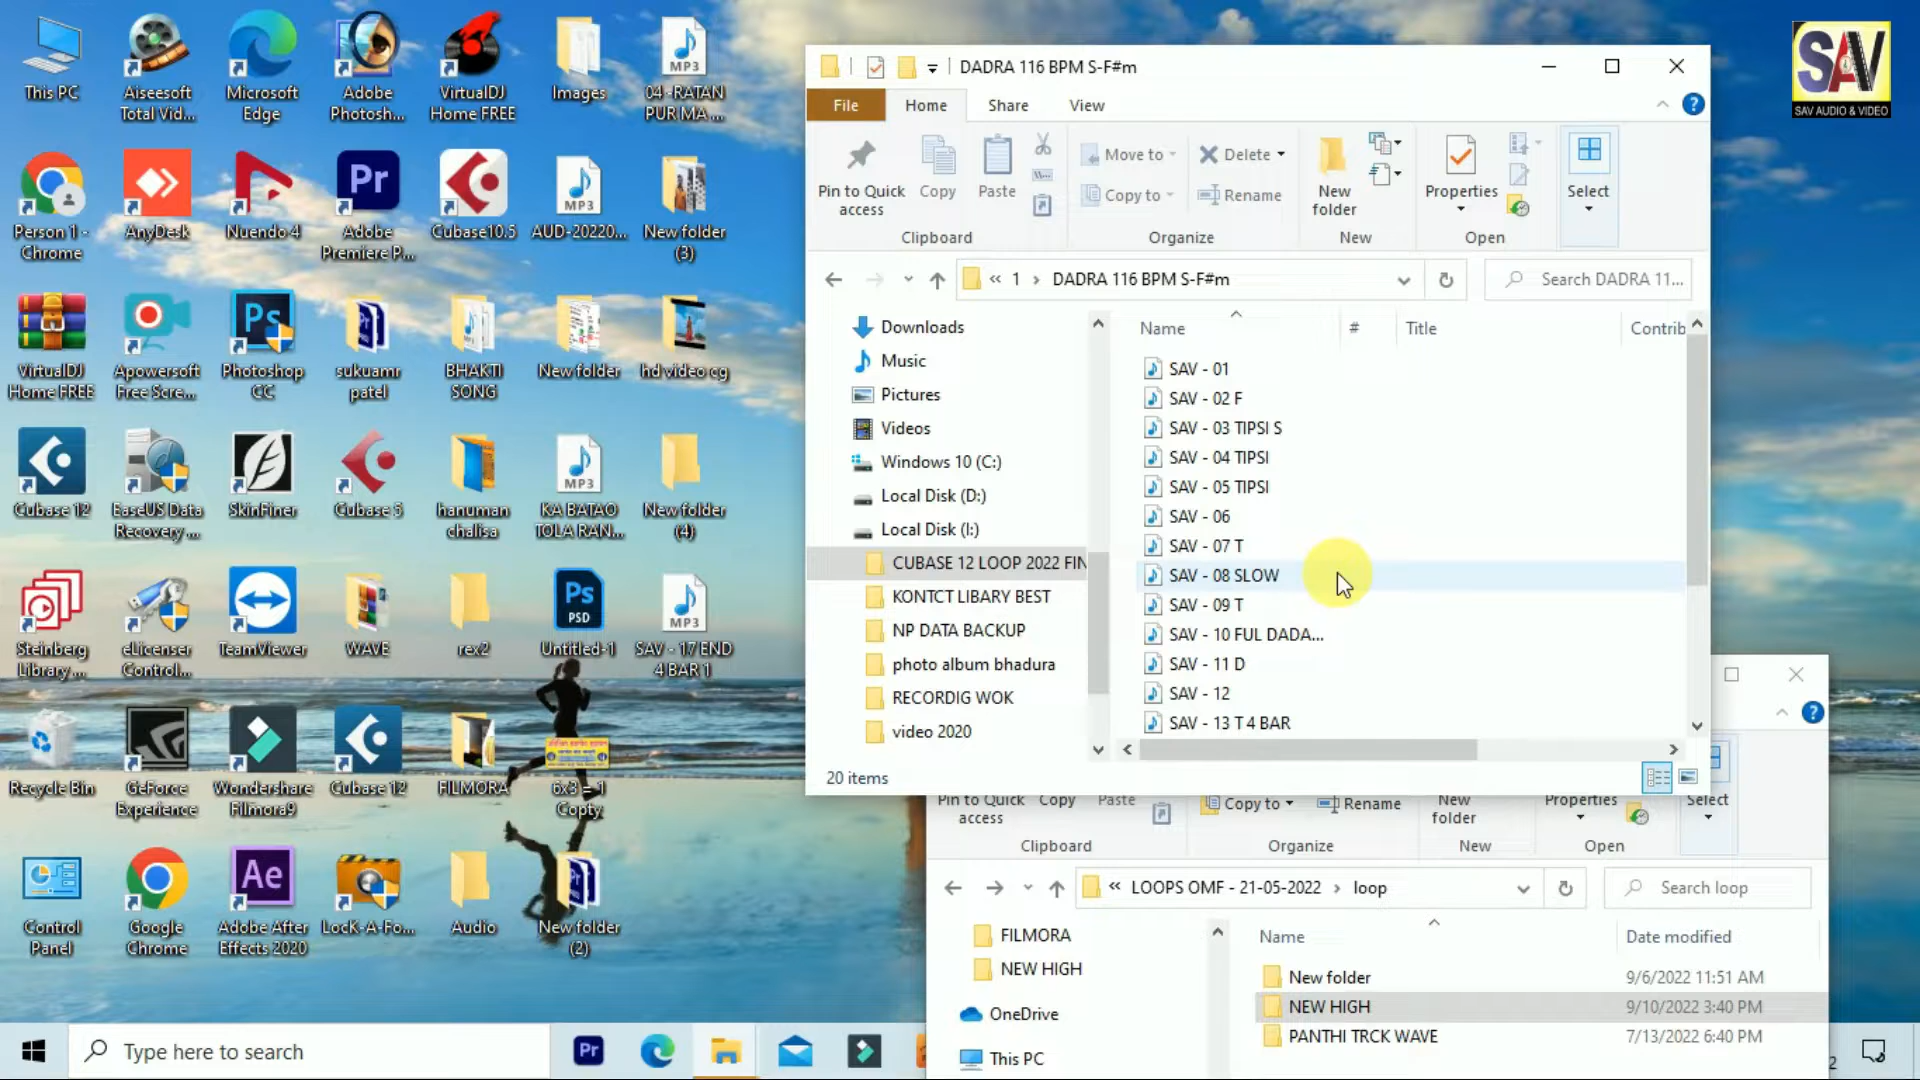 This PC
Aiseesoft
Total Vid...
Microsoft
Edge
Adobe
Photosh...
VirtualDJ
Home FREE
Images
MP3
04 -RATAN
PUR MA ...
Person 1 -
Chrome
AnyDesk
Nuendo 4
Pr
Adobe
Premiere P...
Cubase10.5
MP3
AUD-20220...
New folder
(3)
VirtualDJ
Home FREE
Apowersoft
Free Scre...
Ps
Photoshop
CC
sukuamr
patel
BHAKTI
SONG
New folder
hd video cg
Cubase 12
EaseUS Data
Recovery ...
SkinFiner
Cubase 5
hanuman
chalisa
MP3
KA BATAO
TOLA RAN...
New folder
(4)
Steinberg
Library ...
eLicenser
Control...
TeamViewer
WAVE
rex2
Ps
PSD
Untitled-1
MP3
SAV - 17 END
4 BAR 1
Recycle Bin
GeForce
Experience
Wondershare
Filmora9
Cubase 12
FILMORA
6x3 = 1
Copty
Control
Panel
Google
Chrome
Ae
Adobe After
Effects 2020
LocK-A-Fo...
Audio
New folder
(2)
SAV
SAV AUDIO & VIDEO
DADRA 116 BPM S-F#m
File
Home
Share
View
Pin to Quick
access
Copy
Paste
Clipboard
Move to
Copy to
Delete
Rename
Organize
New
folder
New
Properties
Open
Select
« 1 › DADRA 116 BPM S-F#m
Search DADRA 11...
Downloads
Music
Pictures
Videos
Windows 10 (C:)
Local Disk (D:)
Local Disk (I:)
CUBASE 12 LOOP 2022 FIN
KONTCT LIBARY BEST
NP DATA BACKUP
photo album bhadura
RECORDIG WOK
video 2020
Name
#
Title
Contrib
SAV - 01
SAV - 02 F
SAV - 03 TIPSI S
SAV - 04 TIPSI
SAV - 05 TIPSI
SAV - 06
SAV - 07 T
SAV - 08 SLOW
SAV - 09 T
SAV - 10 FUL DADA...
SAV - 11 D
SAV - 12
SAV - 13 T 4 BAR
20 items
Pin to Quick
access
Copy
Paste
Clipboard
Copy to
Rename
Organize
New
folder
New
Properties
Open
Select
« LOOPS OMF - 21-05-2022 › loop
Search loop
FILMORA
NEW HIGH
OneDrive
This PC
Name
Date modified
New folder
9/6/2022 11:51 AM
NEW HIGH
9/10/2022 3:40 PM
PANTHI TRCK WAVE
7/13/2022 6:40 PM
Type here to search
Pr
2